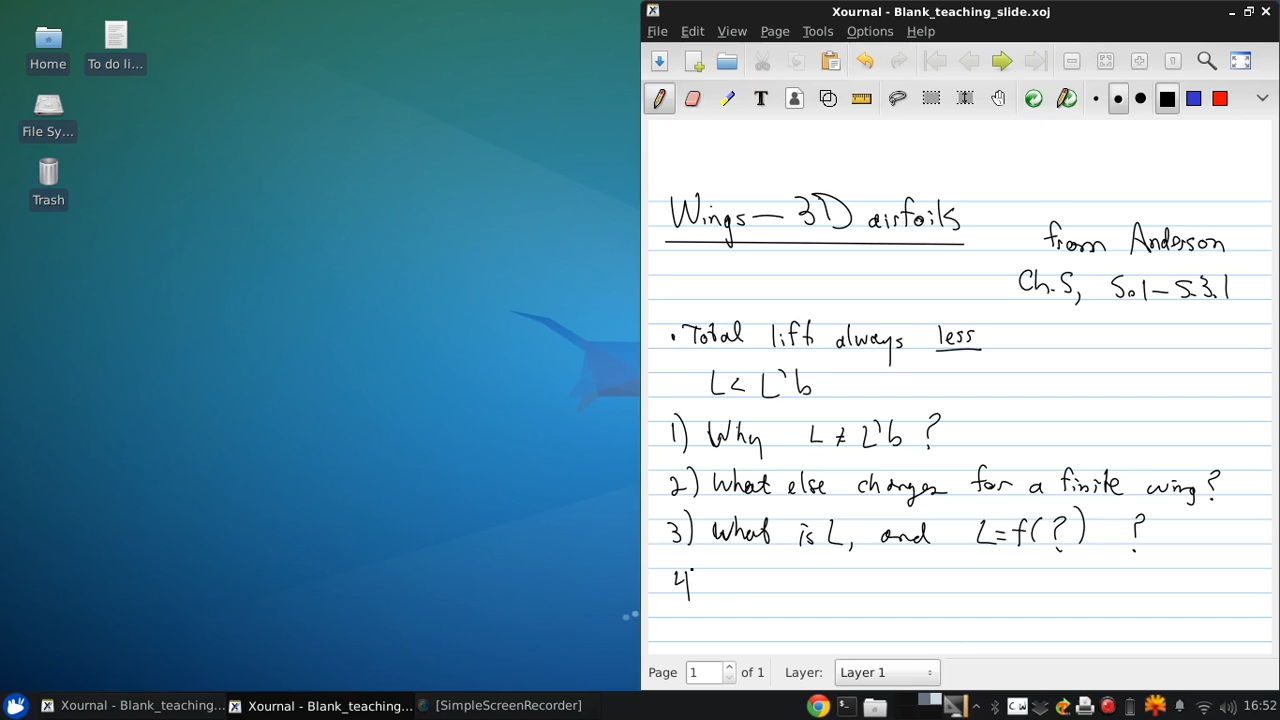 Xournal - Blank_teaching_slide.xoj
File Edit View Page Tools Options Help
Home
To do li...
File Sy...
Trash
Wings — 3D airfoils
from Anderson
Ch. 5, 5.1 – 5.3.1
• Total lift always less
L < L' b
1) Why L ≠ L' b ?
2) What else changes for a finite wing?
3) What is L, and L = f(?) ?
4
Page 1 of 1 Layer: Layer 1
Xournal - Blank_teaching... Xournal - Blank_teaching_... [SimpleScreenRecorder] 16:52